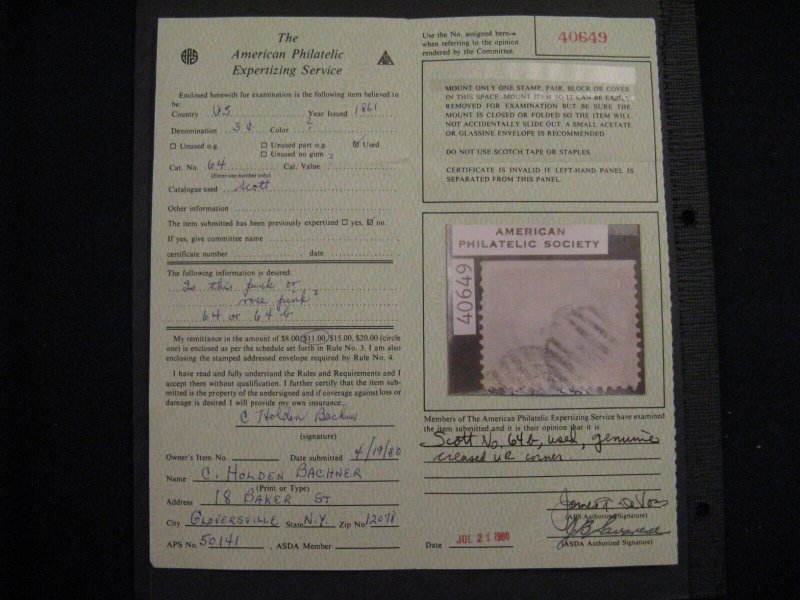 The
American Philatelic
Expertizing Service
APS
Enclosed herewith for examination is the following item believed to
be:
Country US Year Issued 1861
Denomination 3¢ Color ?
☐ Unused o.g. ☐ Unused part o.g. ☒ Used
☐ Unused no gum ?
Cat. No. 64 Cat. Value
(Enter one number only)
Catalogue used Scott
Other information
The item submitted has been previously expertized ☐ yes, ☒ no.
If yes, give committee name
certificate number , date
The following information is desired:
Is this pink or
rose pink?
64 or 64b
My remittance in the amount of $8.00, $11.00, $15.00, $20.00 (circle
one) is enclosed as per the schedule set forth in Rule No. 3. I am also
enclosing the stamped addressed envelope required by Rule No. 4.
I have read and fully understand the Rules and Requirements and I
accept them without qualification. I further certify that the item sub-
mitted is the property of the undersigned and if coverage against loss or
damage is desired I will provide my own insurance.
C Holden Bachner
(signature)
Owner's Item No. Date submitted 4/19/80
Name C. HOLDEN BACHNER
(Print or Type)
Address 18 BAKER ST
City GLOVERSVILLE State N.Y. Zip No 12078
APS No. 50141 , ASDA Member
Use the No. assigned here→
when referring to the opinion
rendered by the Committee.
40649
MOUNT ONLY ONE STAMP, PAIR, BLOCK OR COVER
IN THIS SPACE. MOUNT ITEM SO IT CAN BE EASILY
REMOVED FOR EXAMINATION BUT BE SURE THE
MOUNT IS CLOSED OR FOLDED SO THE ITEM WILL
NOT ACCIDENTALLY SLIDE OUT. A SMALL ACETATE
OR GLASSINE ENVELOPE IS RECOMMENDED.
DO NOT USE SCOTCH TAPE OR STAPLES.
CERTIFICATE IS INVALID IF LEFT-HAND PANEL IS
SEPARATED FROM THIS PANEL.
AMERICAN
PHILATELIC SOCIETY
40649
Members of The American Philatelic Expertizing Service have examined
the item submitted and it is their opinion that it is
Scott No. 64b, used, genuine
creased UR corner.
(APS Authorized Signature)
Date JUL 21 1980 (ASDA Authorized Signature)